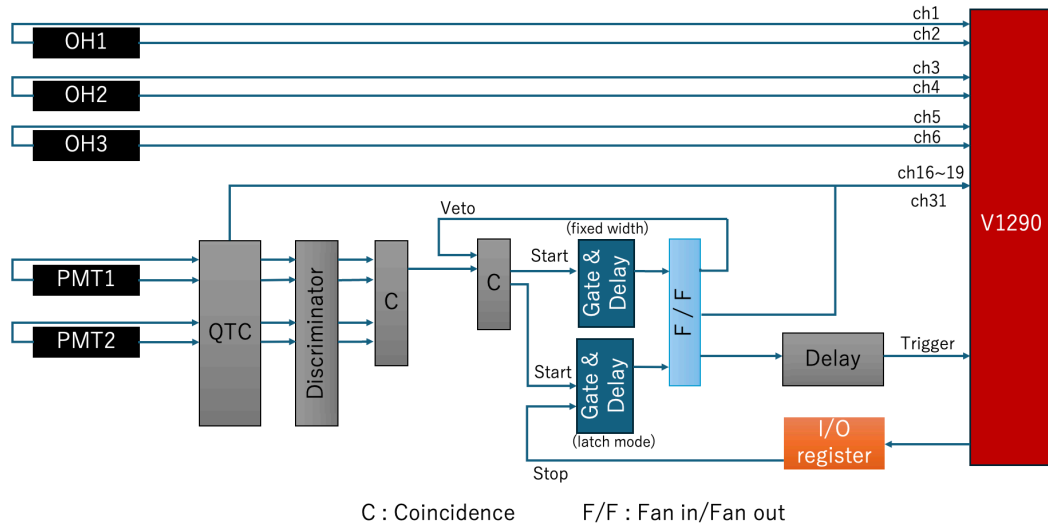 ch1
OH1
ch2
ch3
OH2
ch4
ch5
OH3
ch6
ch16~19
ch31
V1290
Veto
(fixed width)
Start
Gate &
Delay
PMT1
PMT2
QTC
Discriminator
C
C
F / F
Start
Gate &
Delay
(latch mode)
Delay
Trigger
I/O
register
Stop
C : Coincidence
F/F : Fan in/Fan out